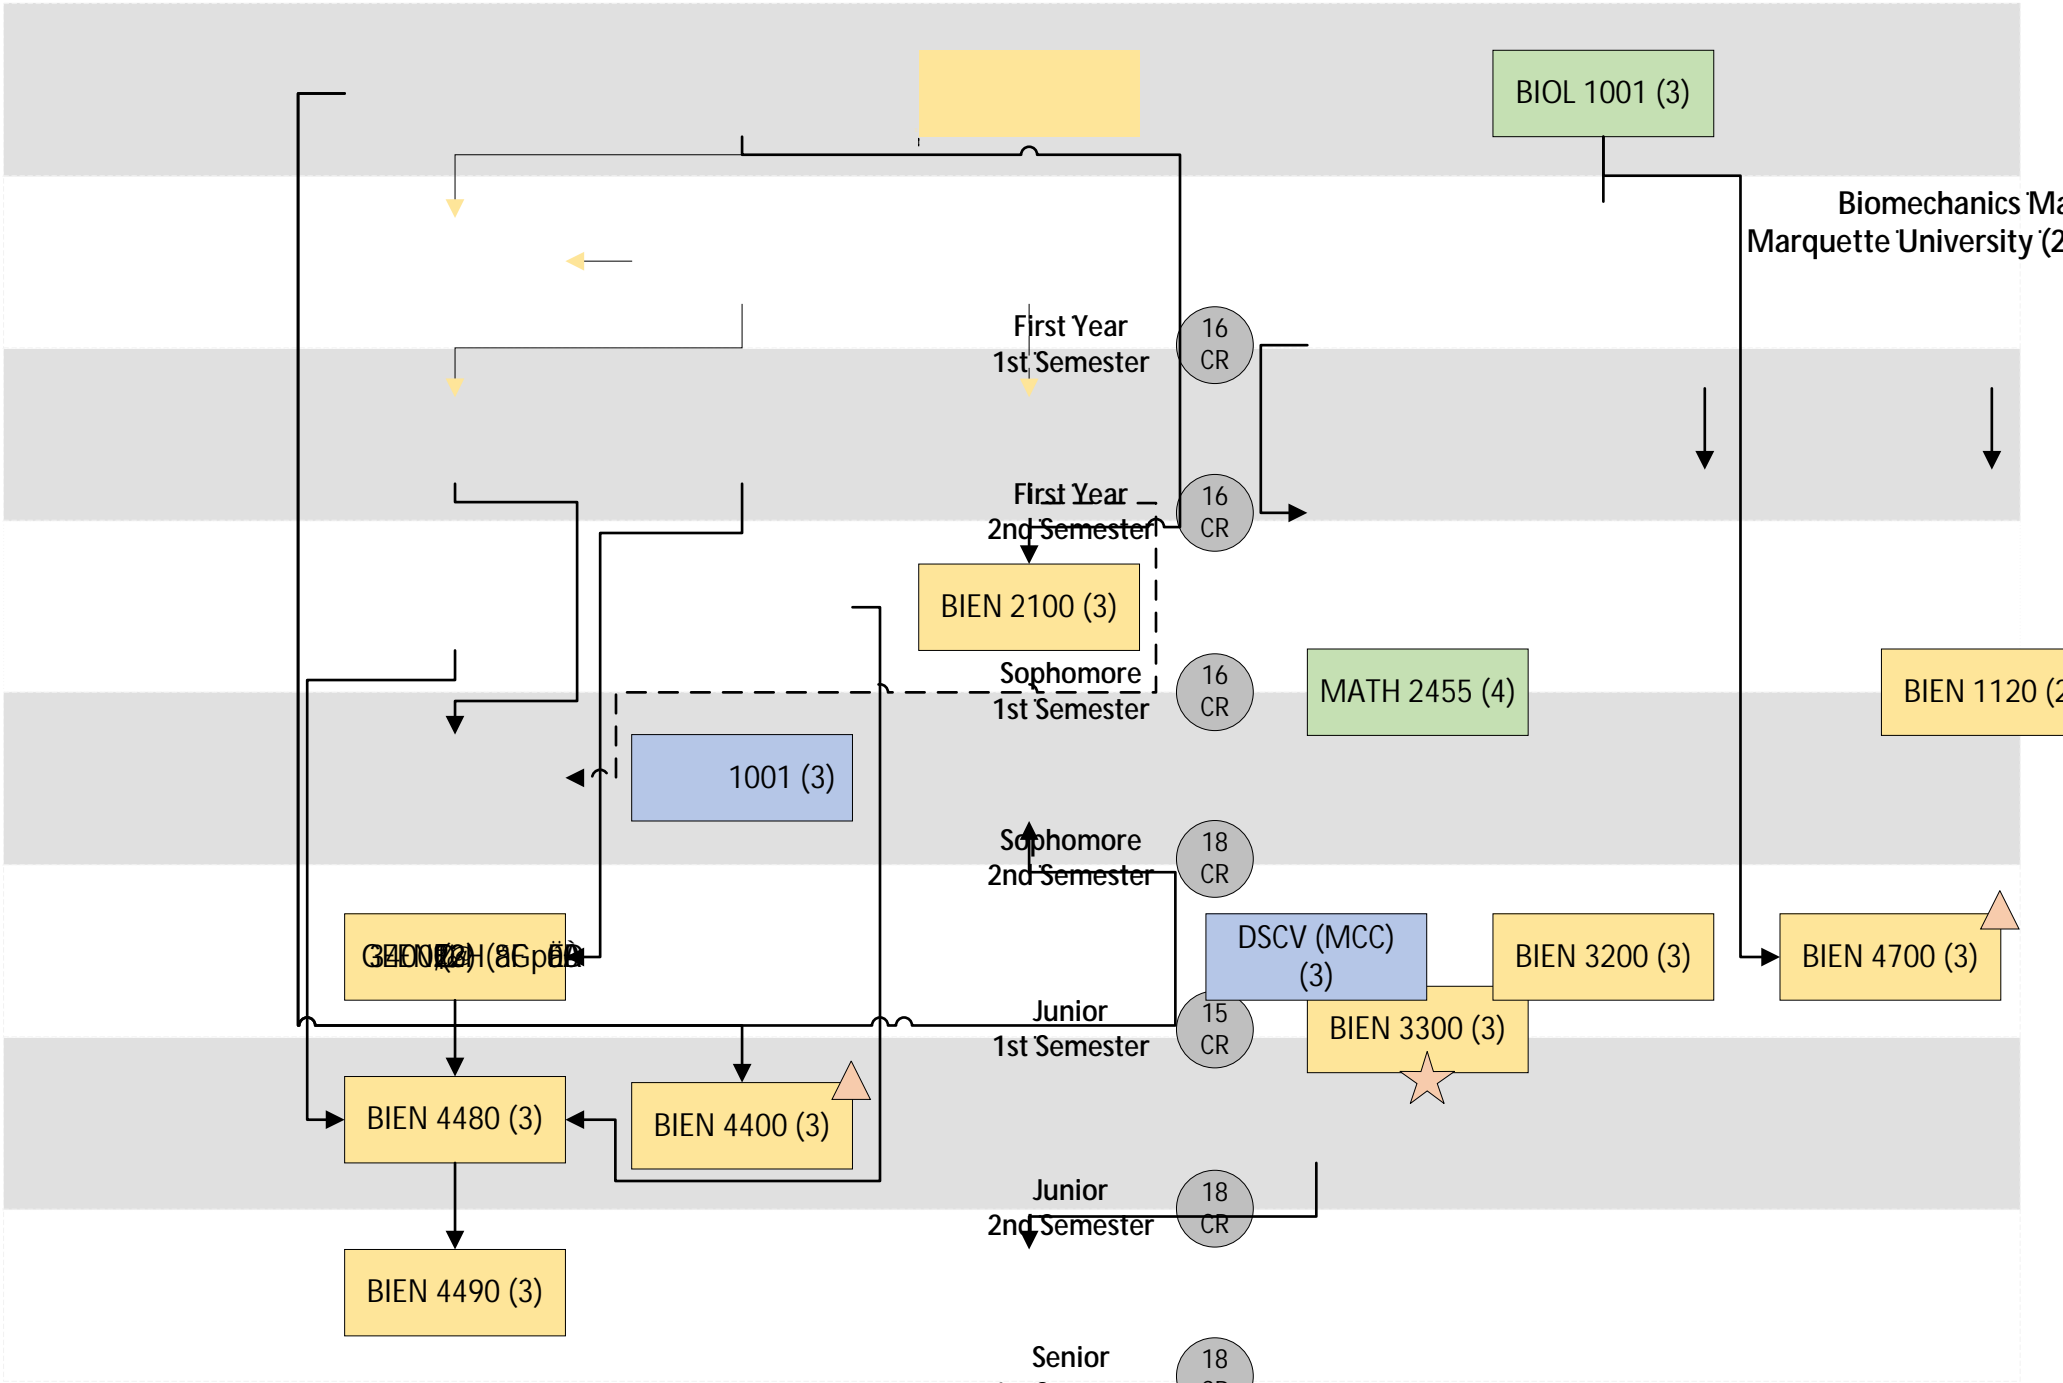 BIOL 1001 (3)
Biomechanics
Marquette University
First Year
1st Semester
16
CR
First Year
2nd Semester
16
CR
BIEN 2100 (3)
Sophomore
1st Semester
16
CR
MATH 2455 (4)
BIEN 1120
1001 (3)
Sophomore
2nd Semester
18
CR
DSCV (MCC)
(3)
BIEN 3200 (3)
BIEN 4700 (3)
Junior
1st Semester
15
CR
BIEN 3300 (3)
BIEN 4480 (3)
BIEN 4400 (3)
Junior
2nd Semester
18
CR
BIEN 4490 (3)
Senior
18